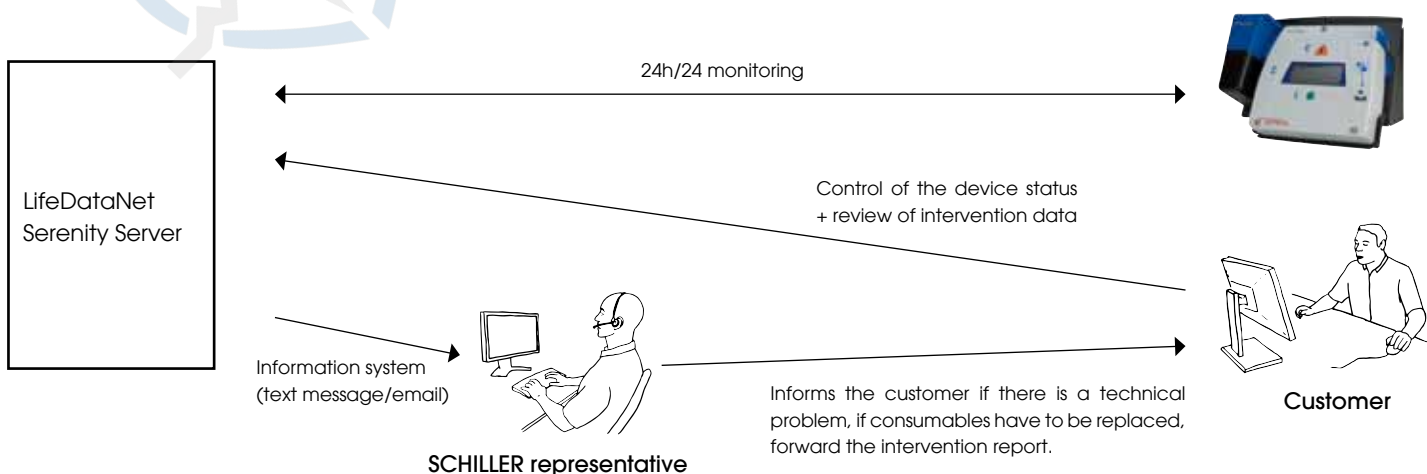 24h/24 monitoring
LifeDataNet
Serenity Server
Control of the device status
+ review of intervention data
Information system
(text message/email)
Informs the customer if there is a technical
problem, if consumables have to be replaced,
forward the intervention report.
Customer
SCHILLER representative